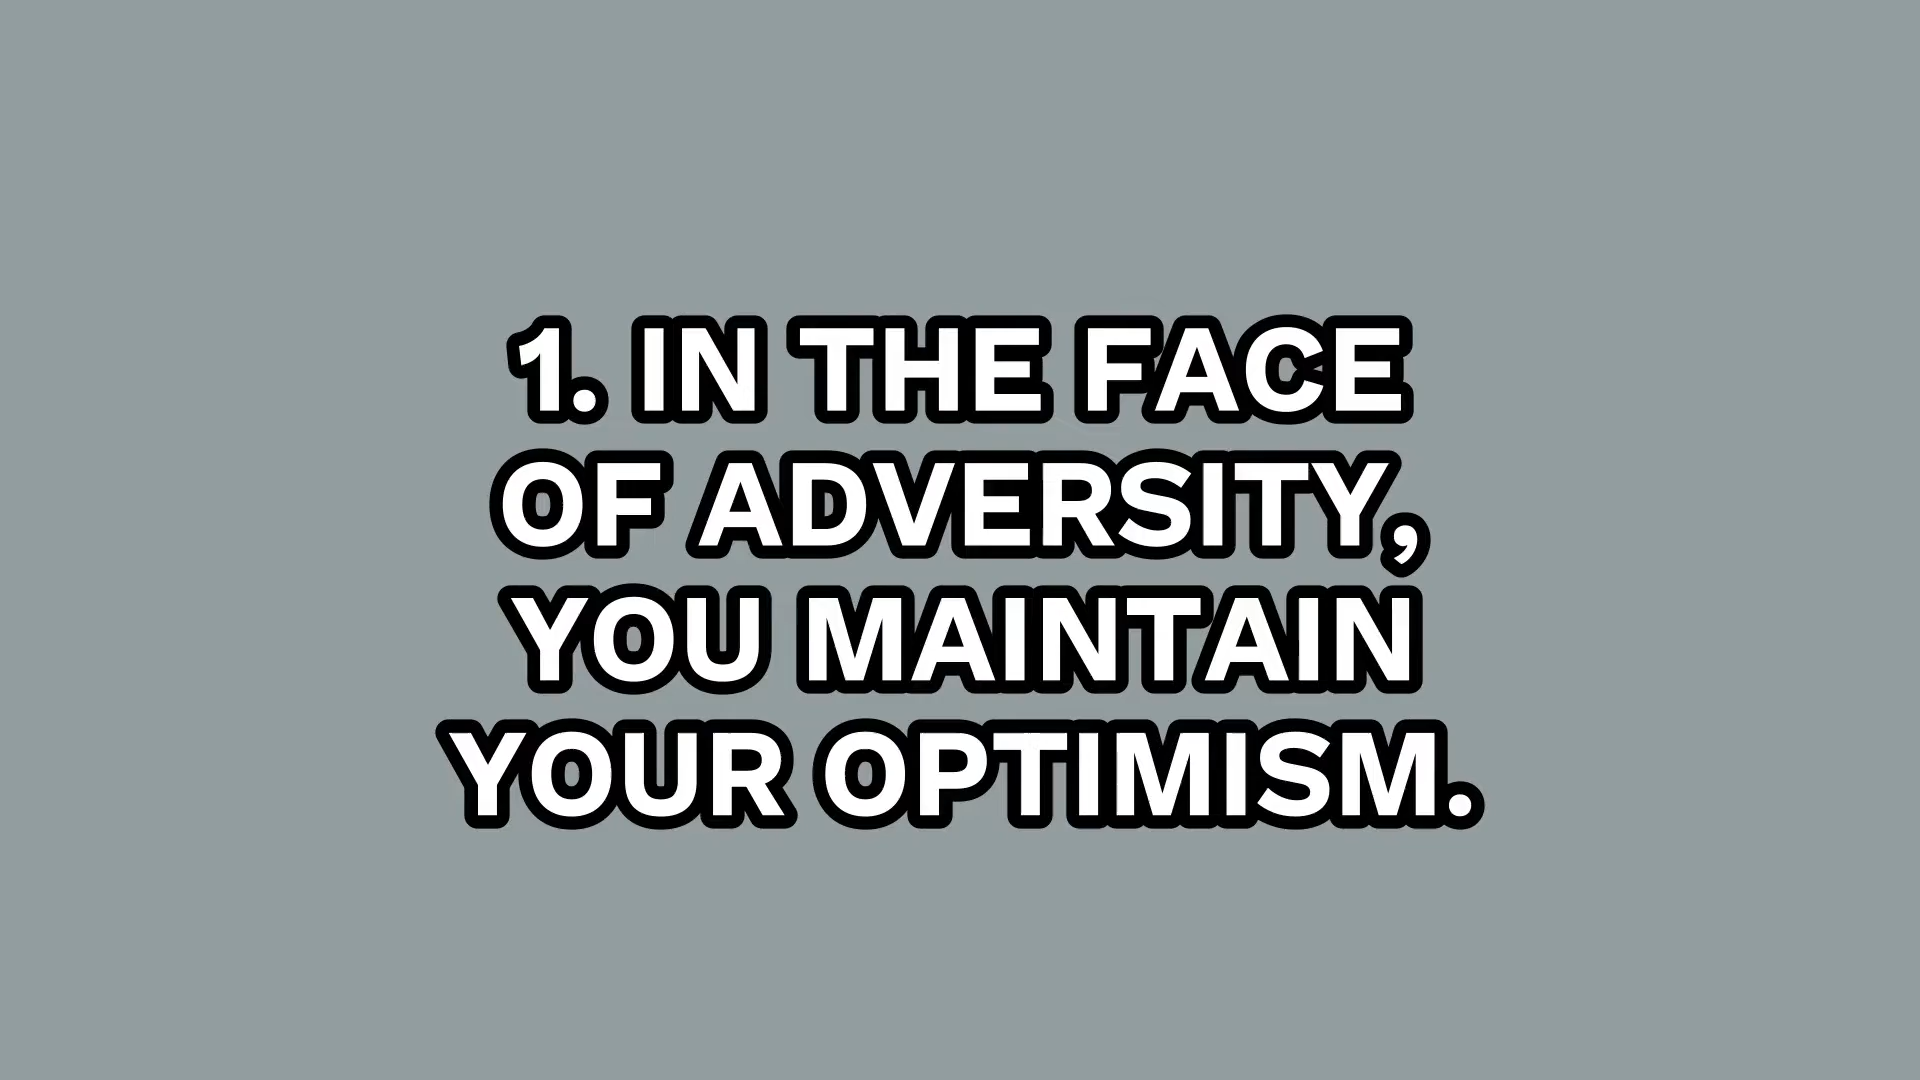 1. IN THE FACE
OF ADVERSITY,
YOU MAINTAIN
YOUR OPTIMISM.